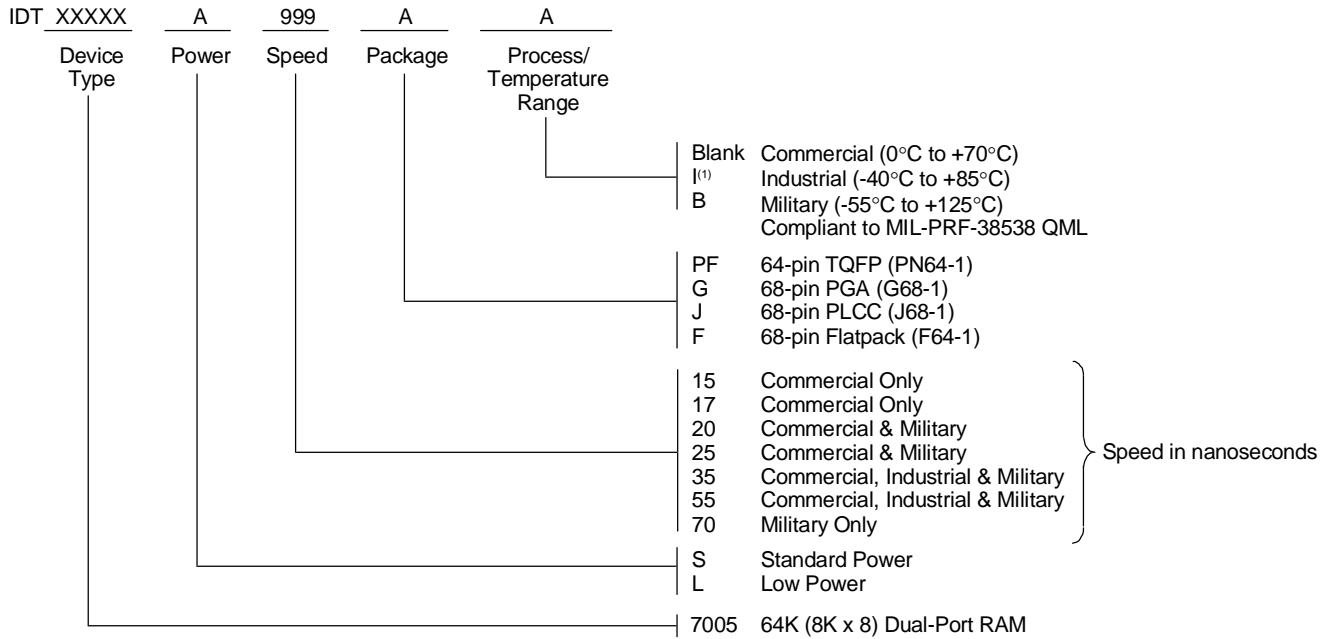 IDT XXXXX A 999 A A
Device Type Power Speed Package Process/ Temperature Range
Blank Commercial (0°C to +70°C)
I(1) Industrial (-40°C to +85°C)
B Military (-55°C to +125°C)
Compliant to MIL-PRF-38538 QML
PF 64-pin TQFP (PN64-1)
G 68-pin PGA (G68-1)
J 68-pin PLCC (J68-1)
F 68-pin Flatpack (F64-1)
15 Commercial Only
17 Commercial Only
20 Commercial & Military
25 Commercial & Military
35 Commercial, Industrial & Military
55 Commercial, Industrial & Military
70 Military Only
Speed in nanoseconds
S Standard Power
L Low Power
7005 64K (8K x 8) Dual-Port RAM